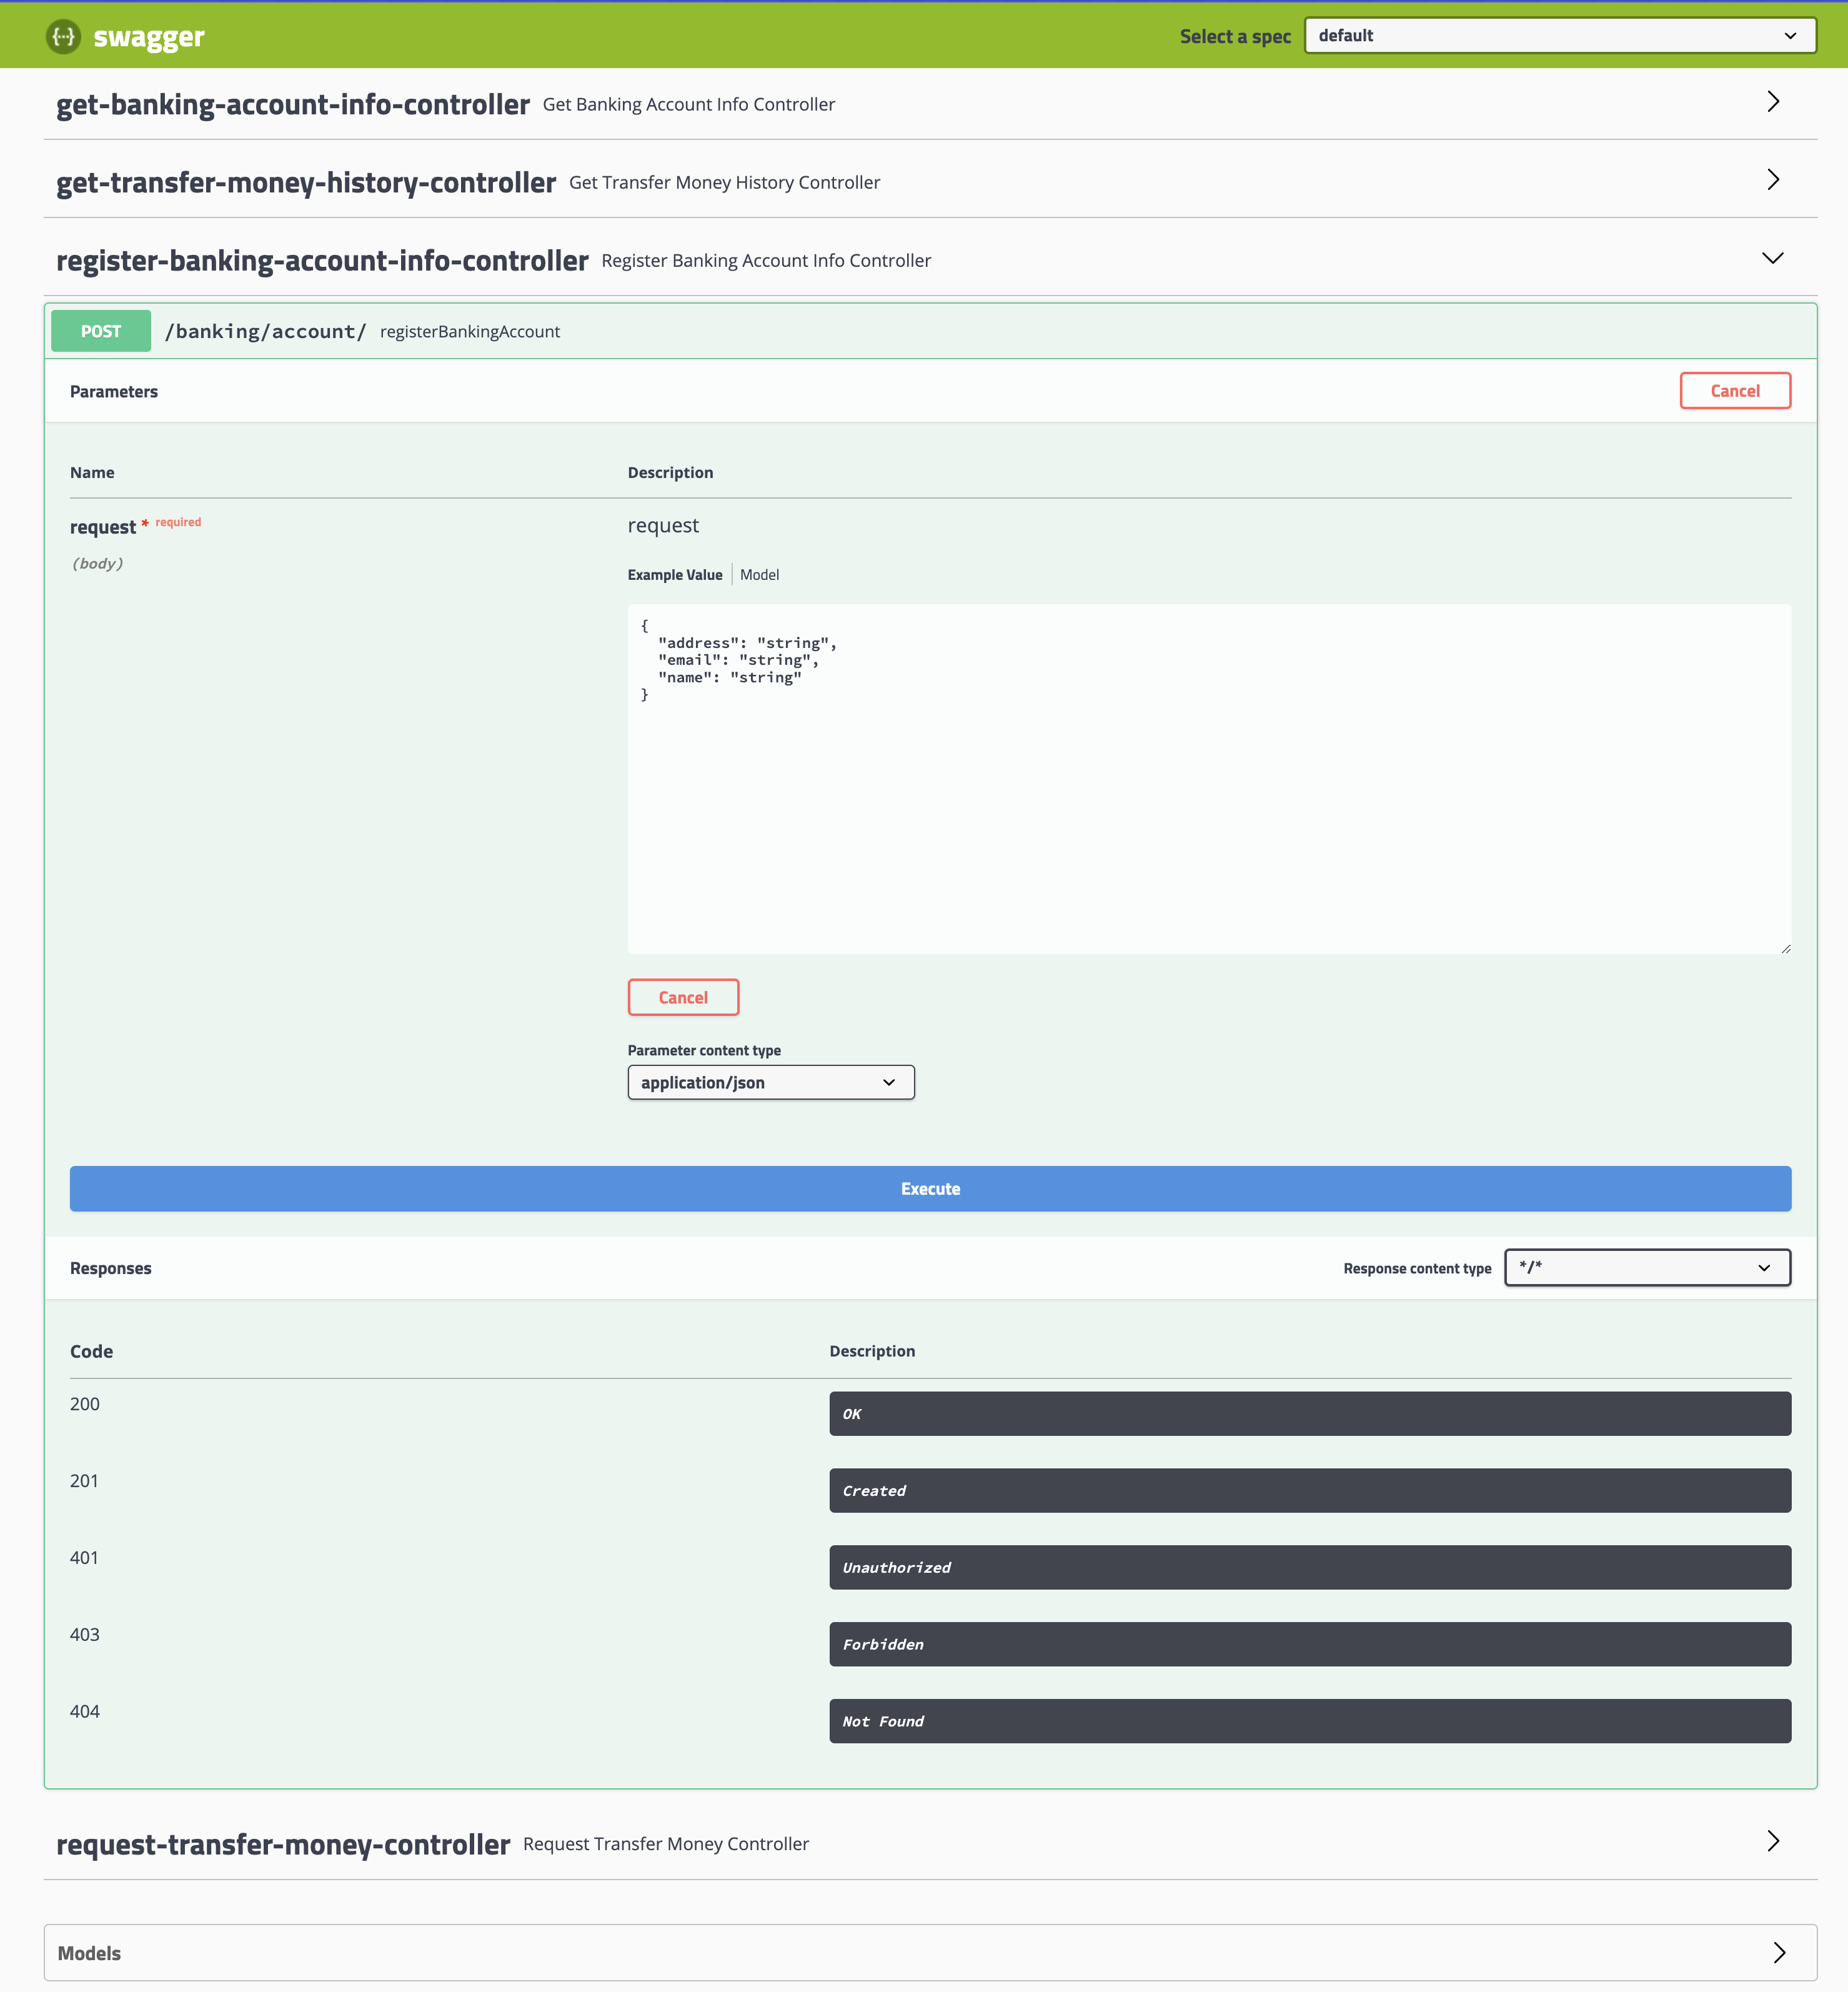 swagger
Select a spec default
get-banking-account-info-controller Get Banking Account Info Controller
get-transfer-money-history-controller Get Transfer Money History Controller
register-banking-account-info-controller Register Banking Account Info Controller
POST /banking/account/ registerBankingAccount
Parameters Cancel
Name Description
request * required request
(body)
Example Value Model
{
"address": "string",
"email": "string",
"name": "string"
}
Cancel
Parameter content type
application/json
Execute
Responses Response content type */*
Code Description
200 OK
201 Created
401 Unauthorized
403 Forbidden
404 Not Found
request-transfer-money-controller Request Transfer Money Controller
Models